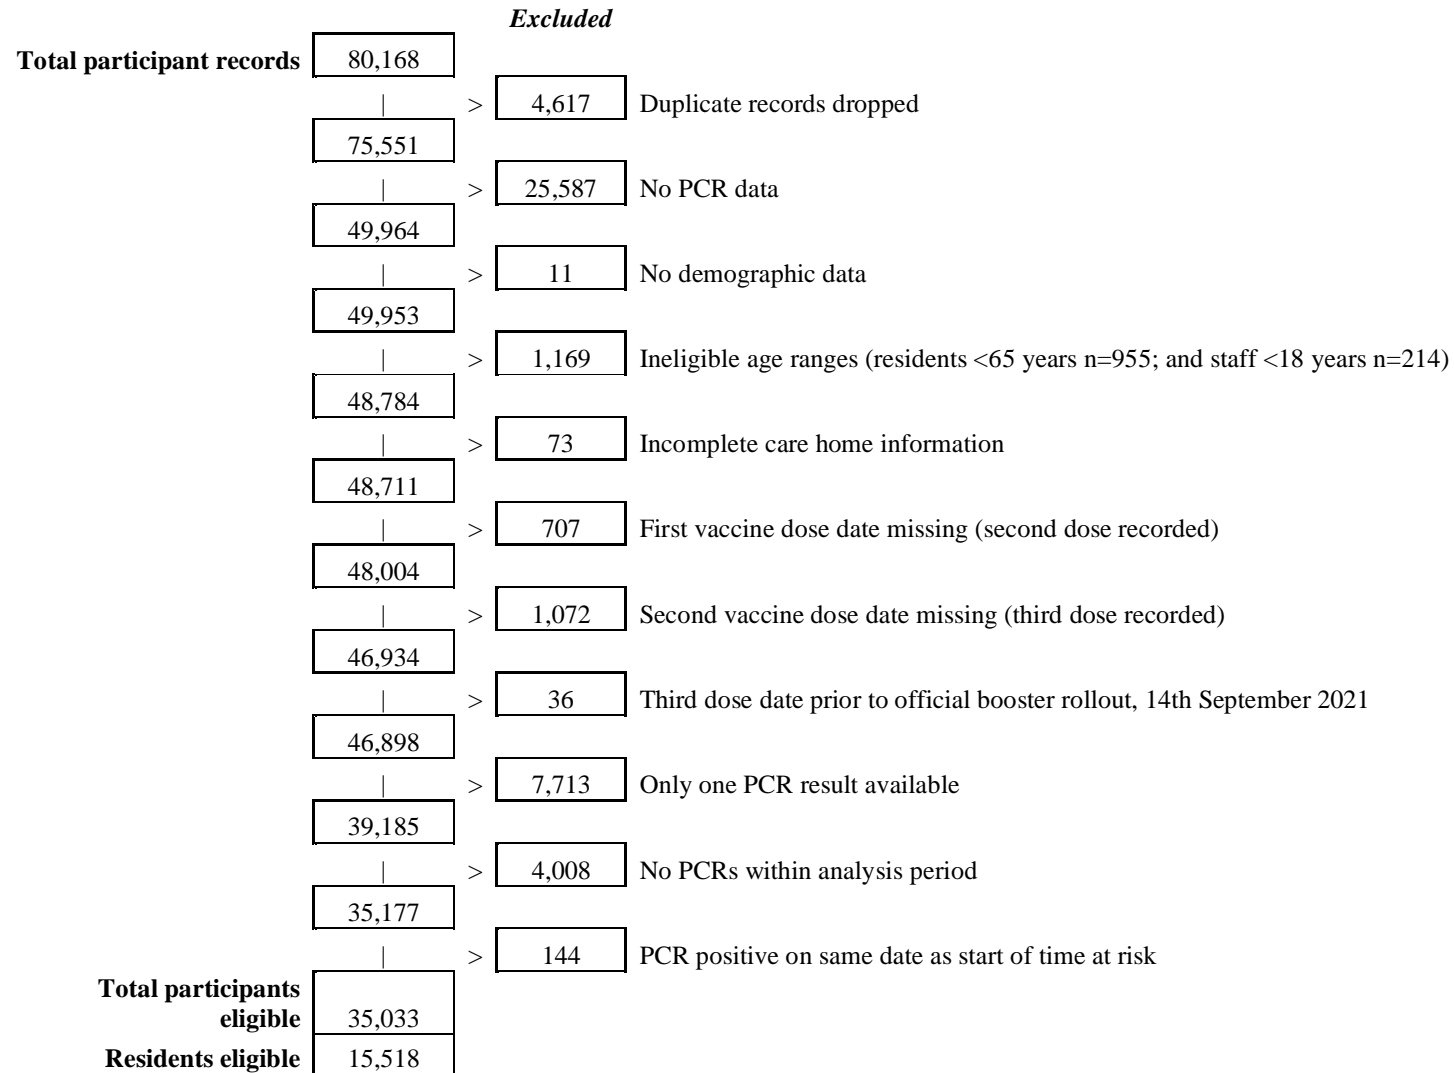 Excluded
Total participant records 80,168
| > 4,617 Duplicate records dropped
75,551
| > 25,587 No PCR data
49,964
| > 11 No demographic data
49,953
| > 1,169 Ineligible age ranges (residents <65 years n=955; and staff <18 years n=214)
48,784
| > 73 Incomplete care home information
48,711
| > 707 First vaccine dose date missing (second dose recorded)
48,004
| > 1,072 Second vaccine dose date missing (third dose recorded)
46,934
| > 36 Third dose date prior to official booster rollout, 14th September 2021
46,898
| > 7,713 Only one PCR result available
39,185
| > 4,008 No PCRs within analysis period
35,177
| > 144 PCR positive on same date as start of time at risk
Total participants
eligible 35,033
Residents eligible 15,518